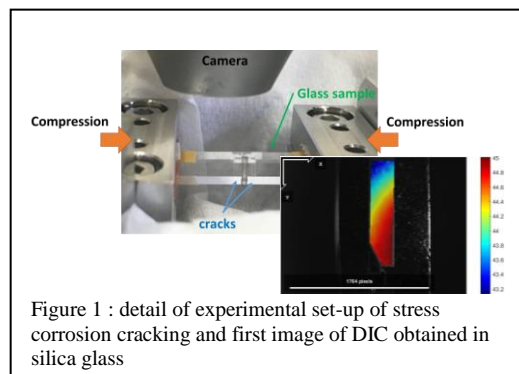 Camera
Glass sample
Compression
Compression
cracks
X
Y
1764 pixels
45
44.8
44.6
44.4
44.2
44
43.8
43.6
43.4
43.2
Figure 1 : detail of experimental set-up of stress
corrosion cracking and first image of DIC obtained in
silica glass